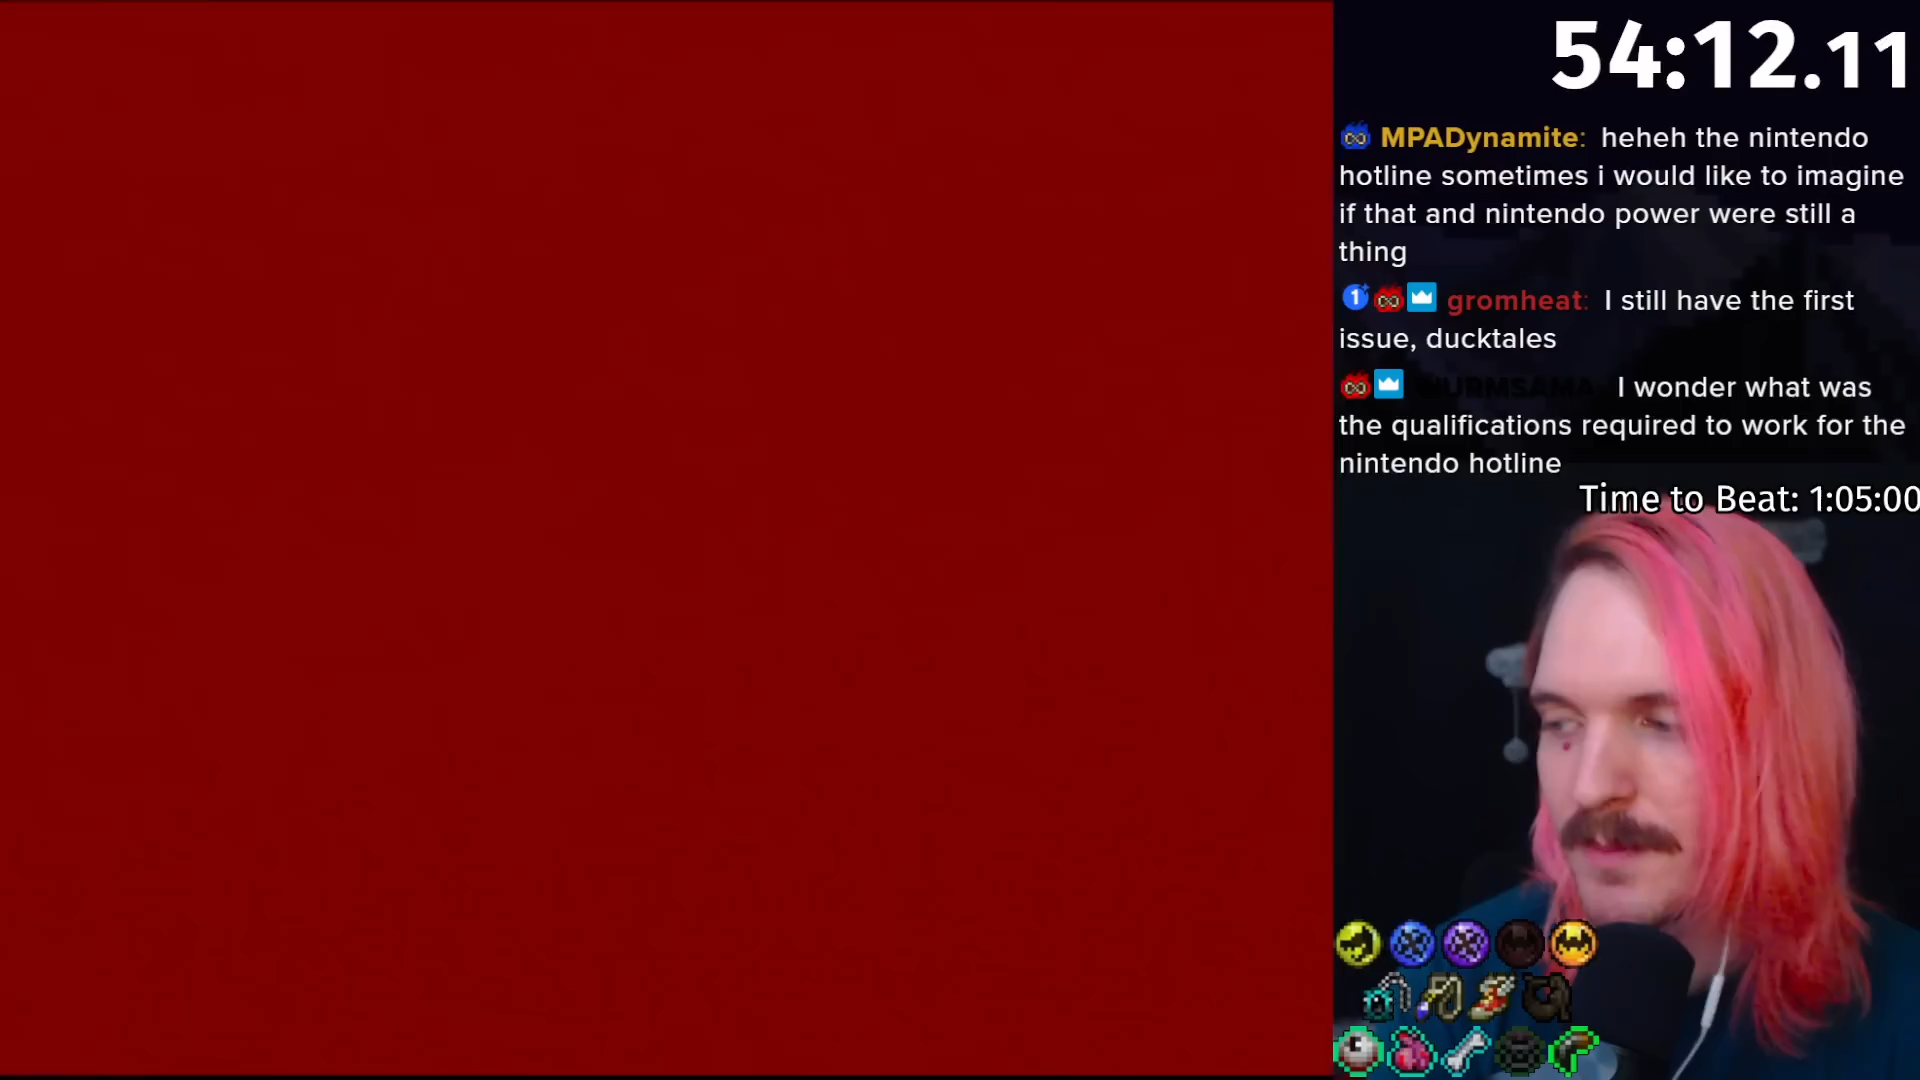 54:12.11
MPADynamite: heheh the nintendo
hotline sometimes i would like to imagine
if that and nintendo power were still a
thing
1 gromheat: I still have the first
issue, ducktales
I wonder what was
the qualifications required to work for the
nintendo hotline
Time to Beat: 1:05:00